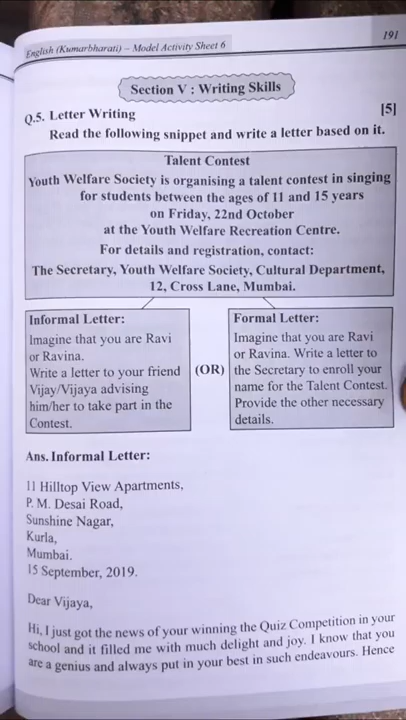 English (Kumarbharati) – Model Activity Sheet 6
191
Section V : Writing Skills
Q.5. Letter Writing
[5]
Read the following snippet and write a letter based on it.
Talent Contest
Youth Welfare Society is organising a talent contest in singing
for students between the ages of 11 and 15 years
on Friday, 22nd October
at the Youth Welfare Recreation Centre.
For details and registration, contact:
The Secretary, Youth Welfare Society, Cultural Department,
12, Cross Lane, Mumbai.
Informal Letter:
Imagine that you are Ravi
or Ravina.
Write a letter to your friend
Vijay/Vijaya advising
him/her to take part in the
Contest.
(OR)
Formal Letter:
Imagine that you are Ravi
or Ravina. Write a letter to
the Secretary to enroll your
name for the Talent Contest.
Provide the other necessary
details.
Ans. Informal Letter:
11 Hilltop View Apartments,
P. M. Desai Road,
Sunshine Nagar,
Kurla,
Mumbai.
15 September, 2019.
Dear Vijaya,
Hi, I just got the news of your winning the Quiz Competition in your
school and it filled me with much delight and joy. I know that you
are a genius and always put in your best in such endeavours. Hence